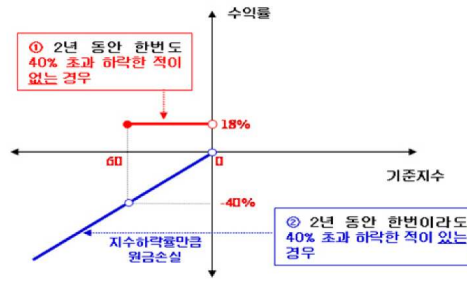 수익률
① 2년 동안 한번도
40% 초과 하락한 적이
없는 경우
18%
60
0
기준지수
-40%
② 2년 동안 한번이라도
40% 초과 하락한 적이 있는
경우
지수하락률만큼
원금손실